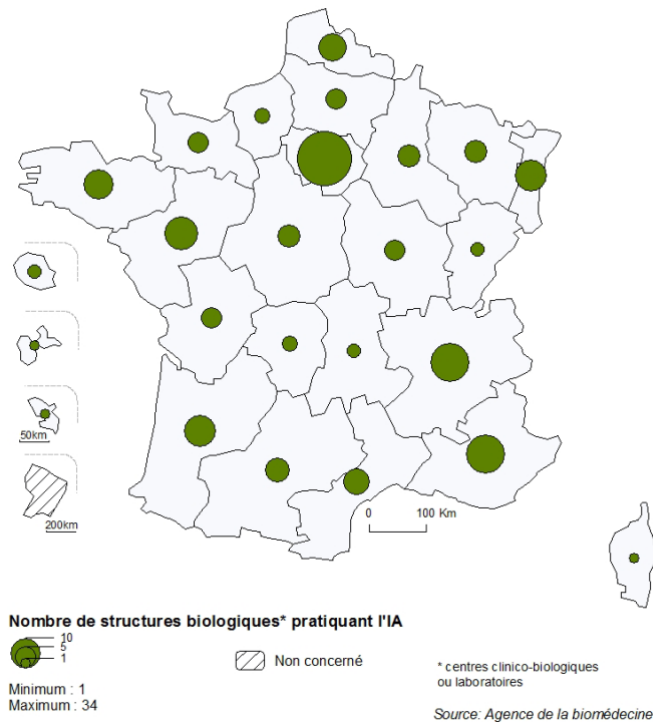 50km
200km
0 100 Km
Nombre de structures biologiques* pratiquant l'IA
10
5
1
Non concerné
Minimum : 1
Maximum : 34
* centres clinico-biologiques
ou laboratoires
Source: Agence de la biomédecine